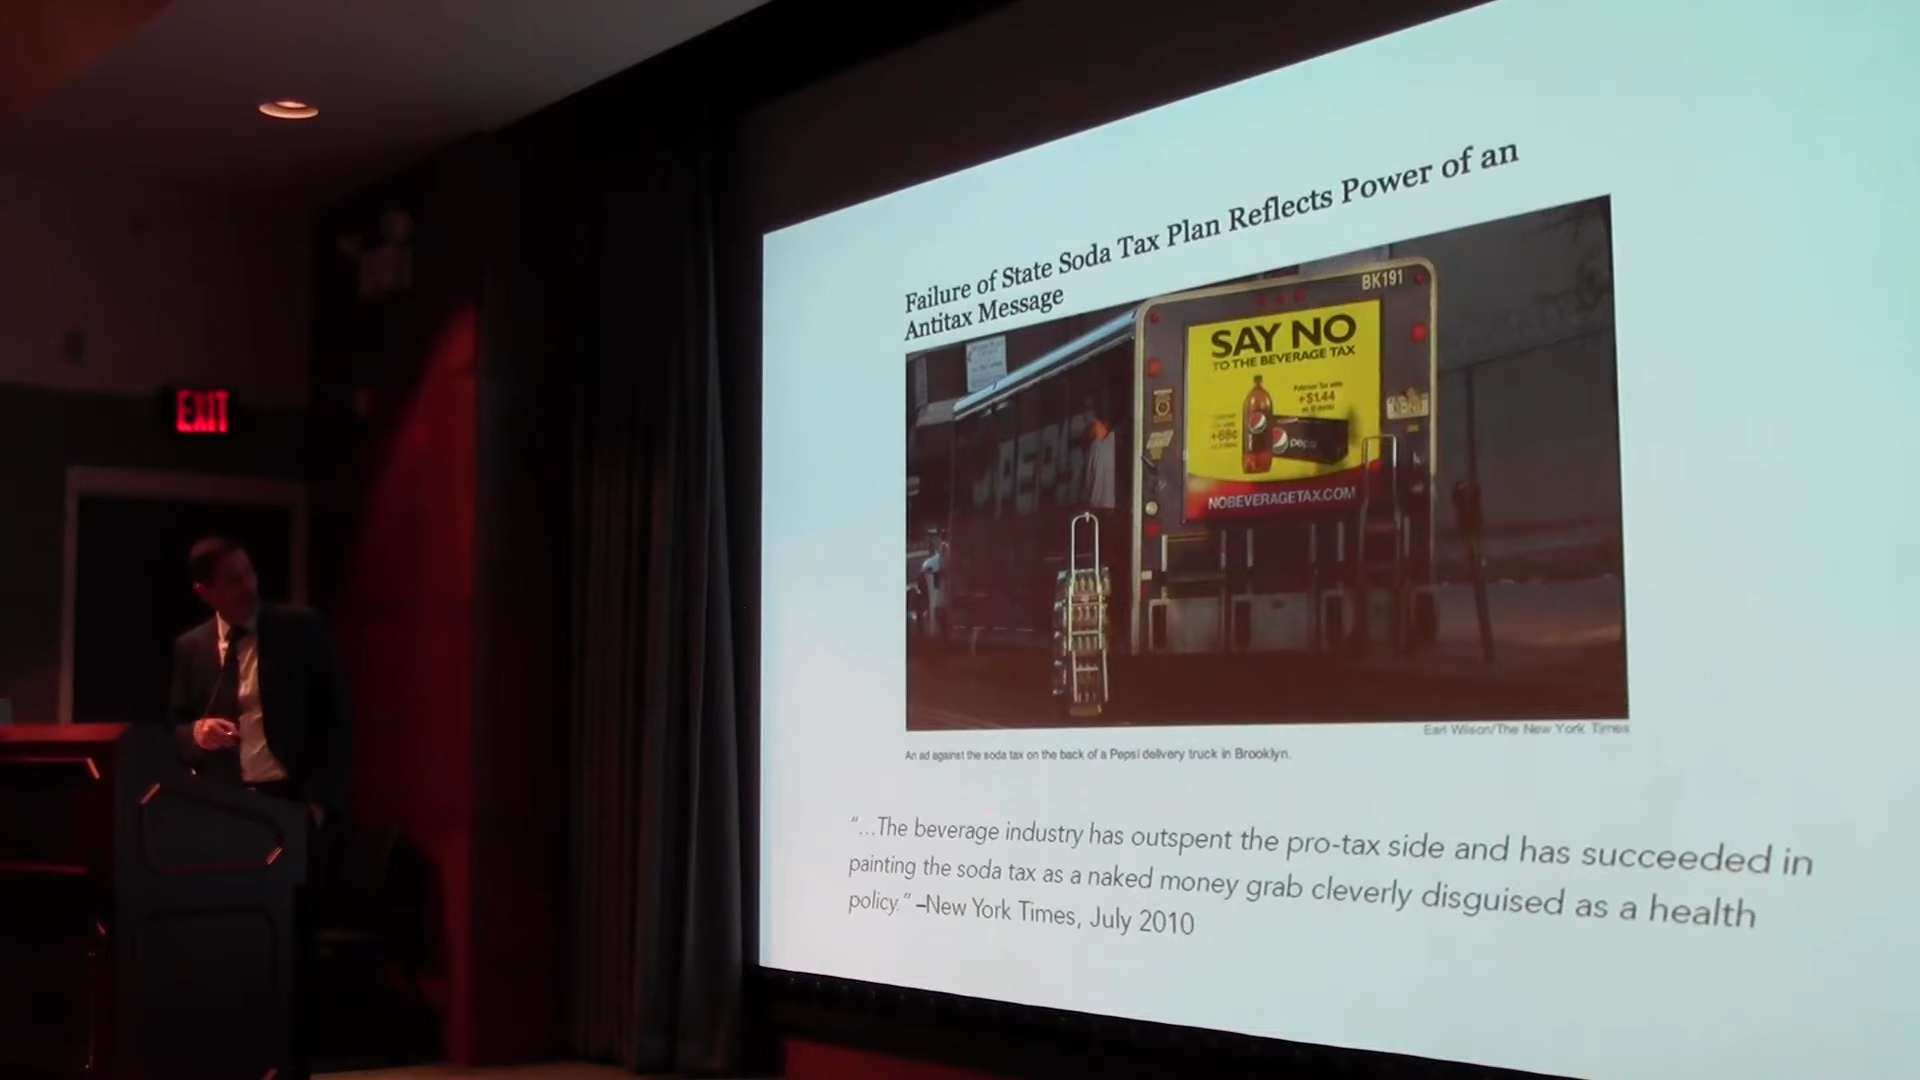 Failure of State Soda Tax Plan Reflects Power of an
Antitax Message
BK191
SAY NO
TO THE BEVERAGE TAX
+$1.44
+68¢
pepsi
PEPSI
NOBEVERAGETAX.COM
EXIT
Earl Wilson/The New York Times
An ad against the soda tax on the back of a Pepsi delivery truck in Brooklyn.
“...The beverage industry has outspent the pro-tax side and has succeeded in
painting the soda tax as a naked money grab cleverly disguised as a health
policy.” –New York Times, July 2010